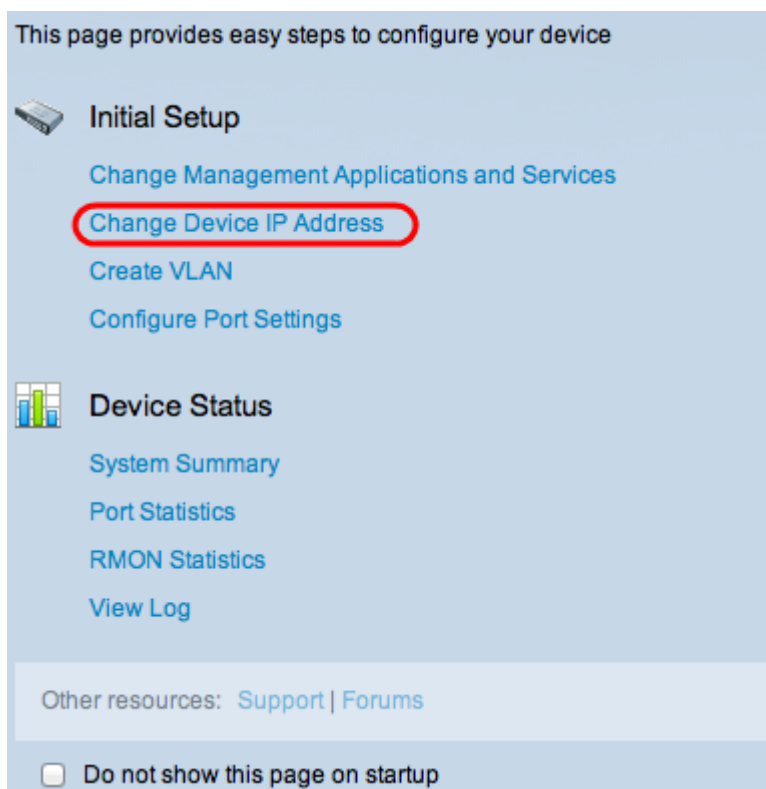 This page provides easy steps to configure your device
Initial Setup
Change Management Applications and Services
Change Device IP Address
Create VLAN
Configure Port Settings
Device Status
System Summary
Port Statistics
RMON Statistics
View Log
Other resources: Support | Forums
Do not show this page on startup